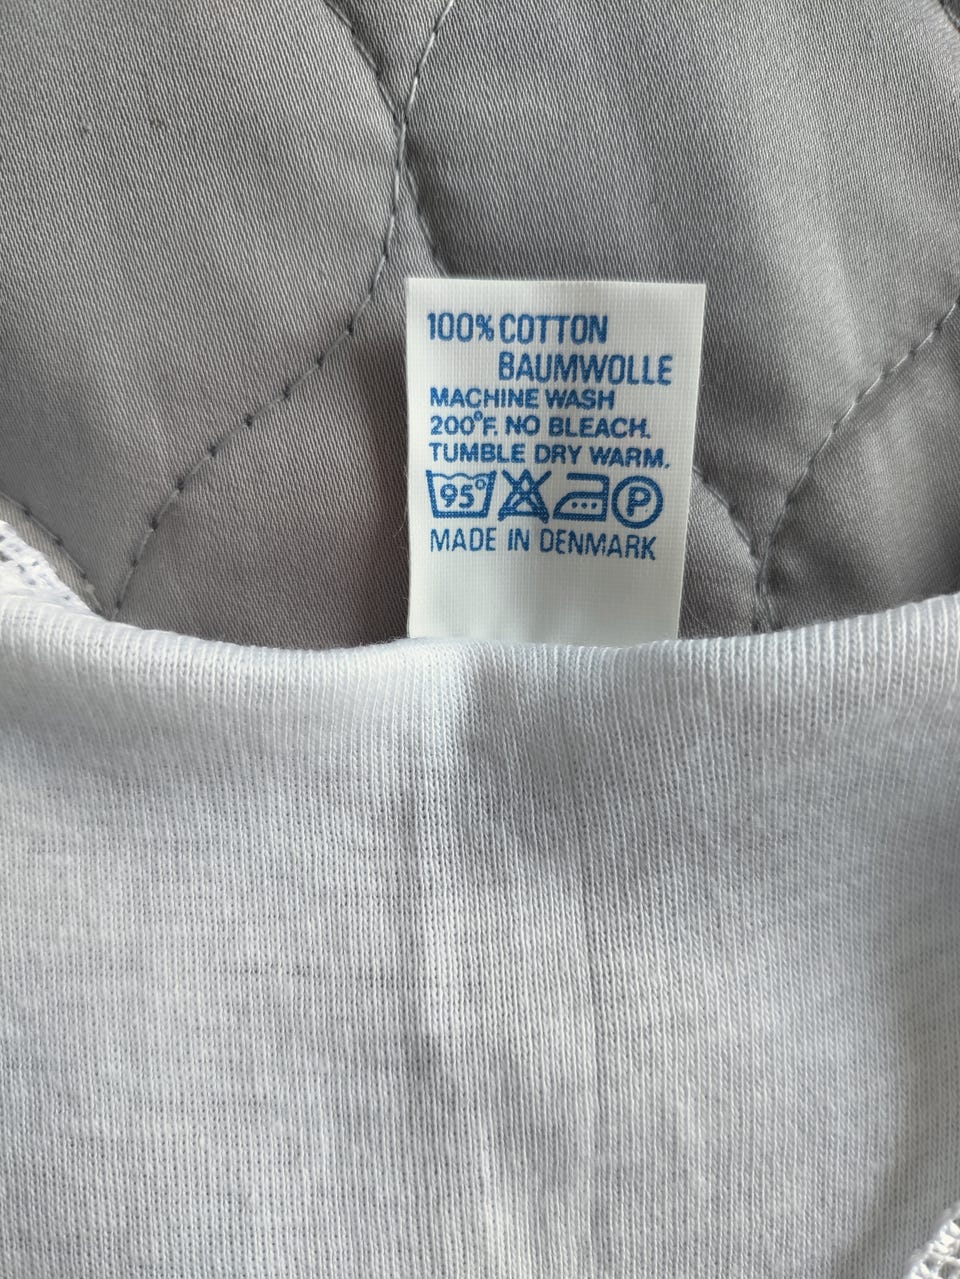 100% COTTON
BAUMWOLLE
MACHINE WASH
200°F. NO BLEACH.
TUMBLE DRY WARM.
95° P
MADE IN DENMARK